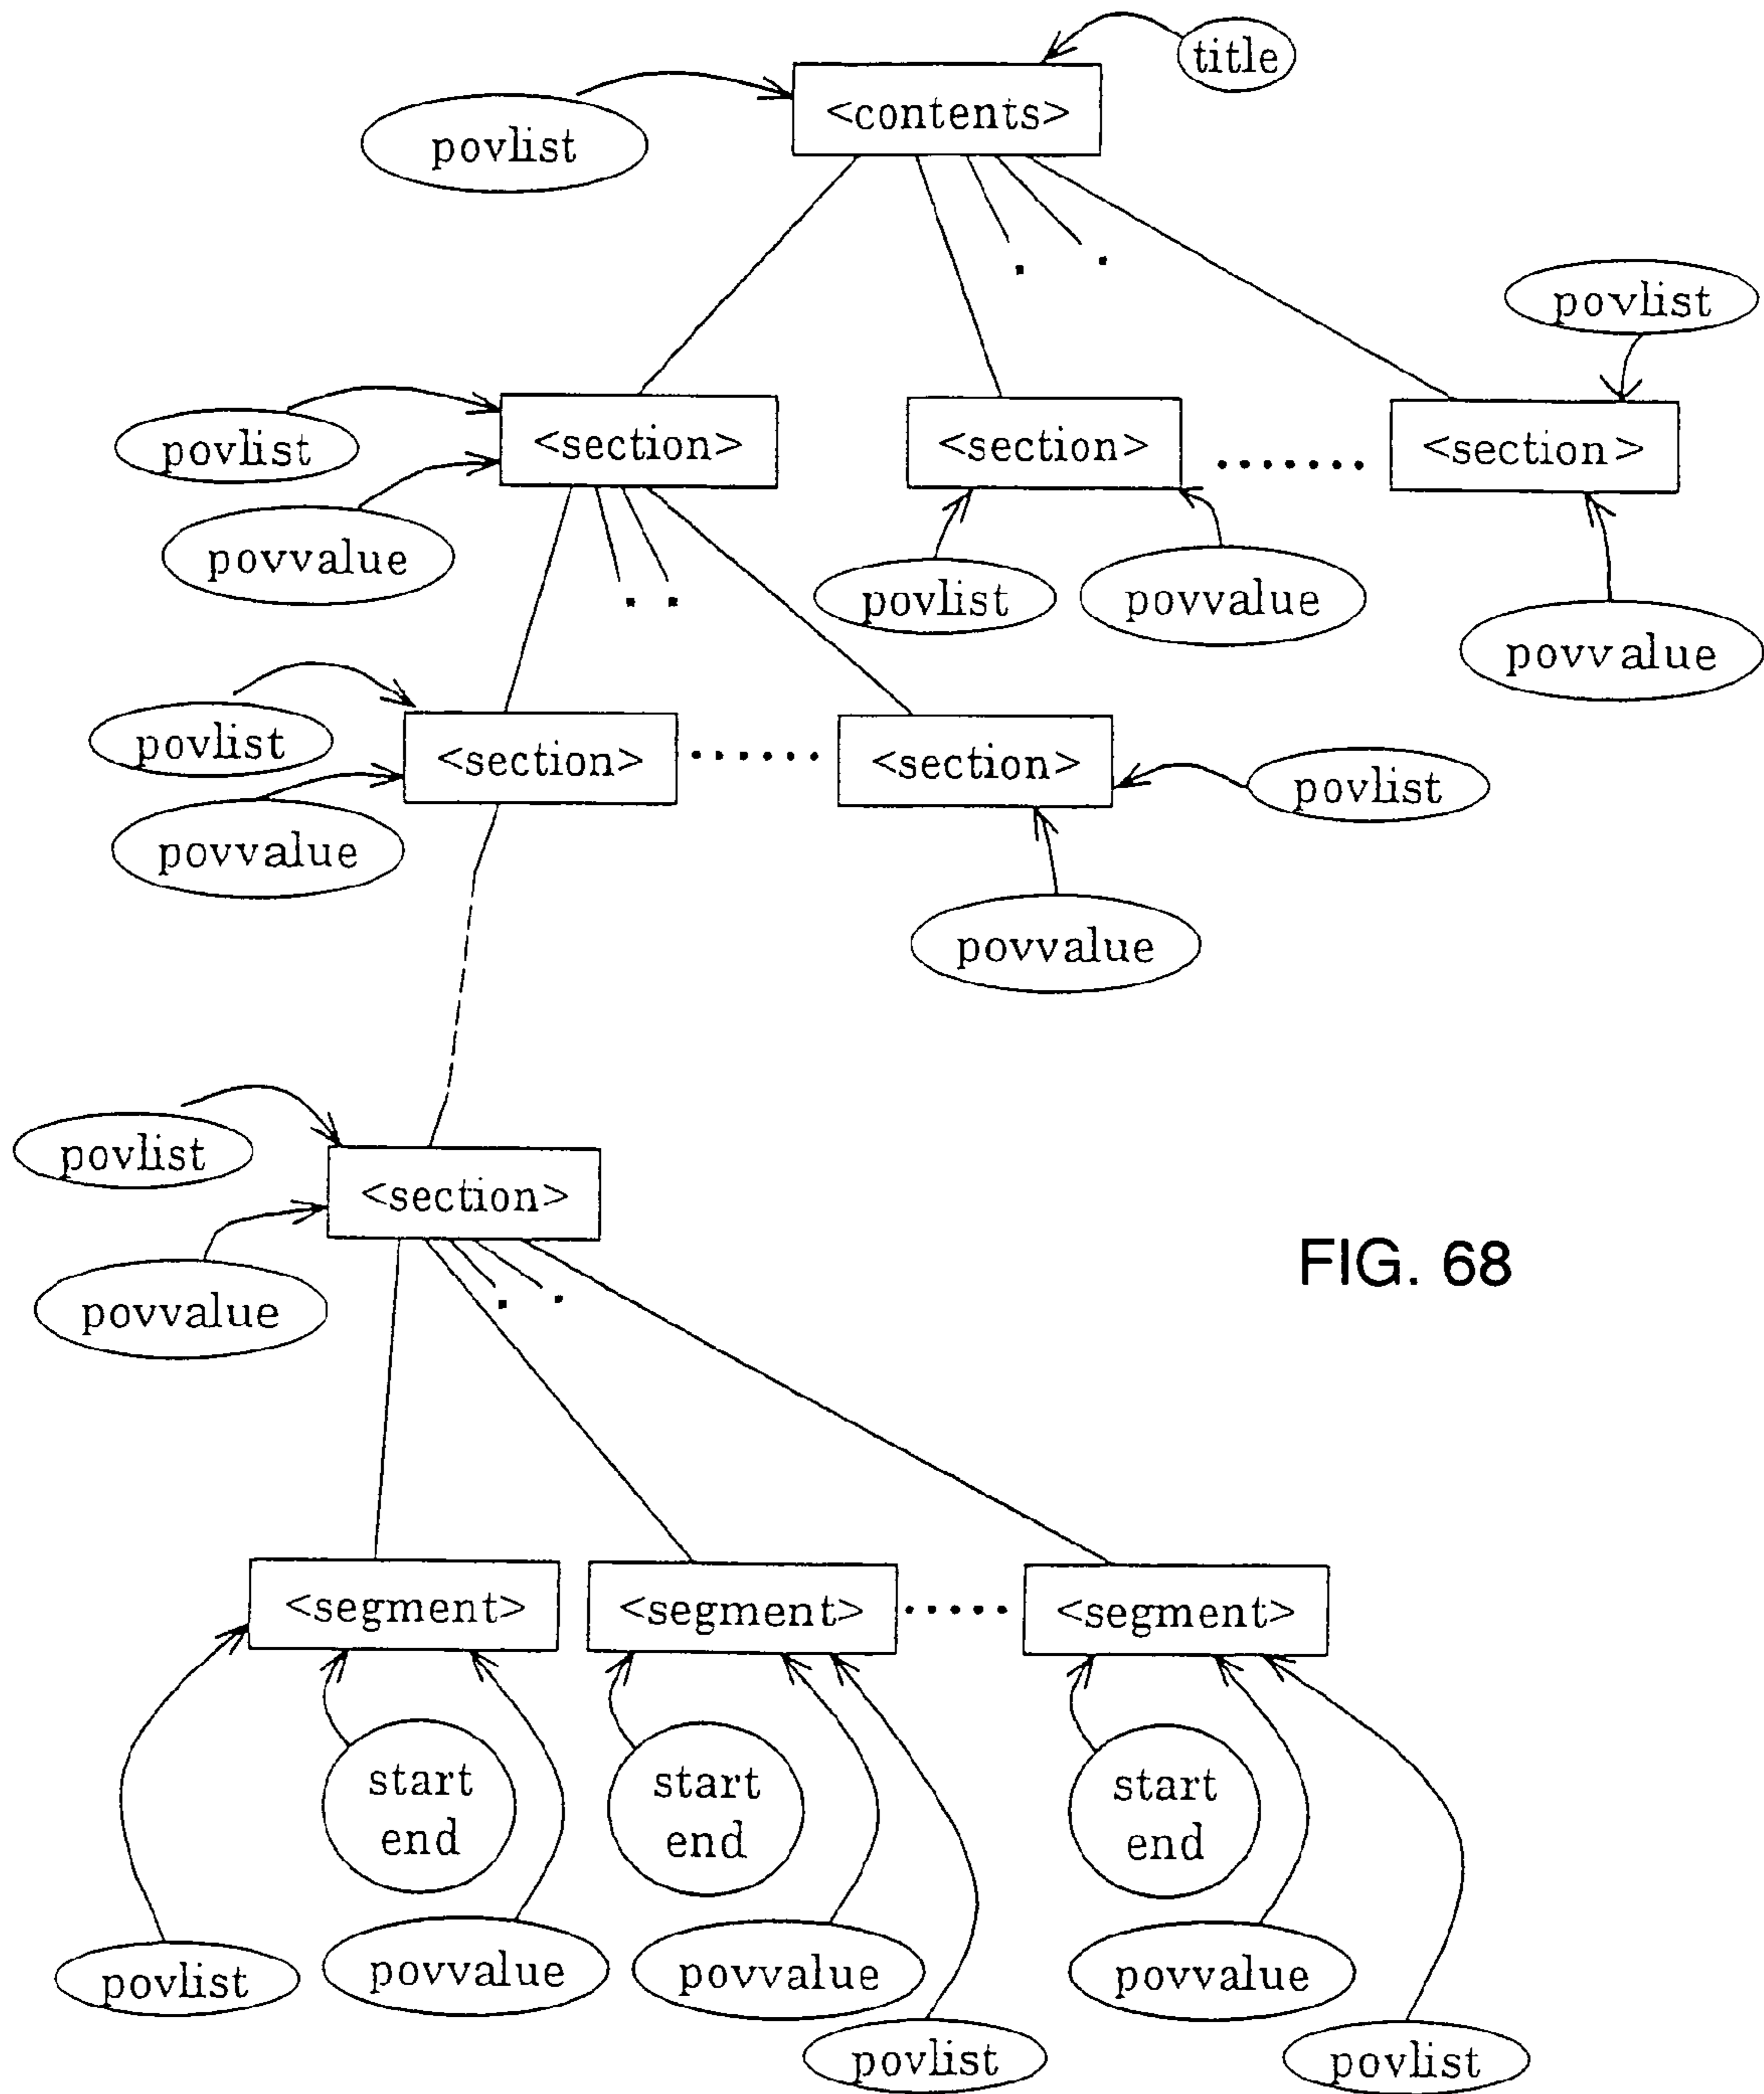 title
<contents>
povlist
povlist
povlist
<section>
<section>
<section>
povvalue
povlist
povvalue
povvalue
povlist
<section>
<section>
povlist
povvalue
povvalue
povlist
<section>
povvalue
FIG. 68
<segment>
<segment>
<segment>
start
end
start
end
start
end
povlist
povvalue
povvalue
povvalue
povlist
povlist